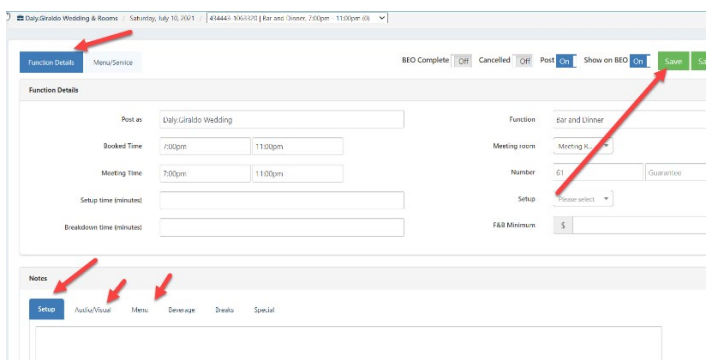 Daly.Giraldo Wedding & Rooms / Saturday, July 10, 2021 / 434443-1063320 | Bar and Dinner, 7:00pm - 11:00pm (0)
Function Details Menu/Service BEO Complete Off Cancelled Off Post On Show on BEO On Save
Function Details
Post as Daly.Giraldo Wedding Function Bar and Dinner
Booked Time 7:00pm 11:00pm Meeting room Meeting R...
Meeting Time 7:00pm 11:00pm Number 61 Guarantee
Setup time (minutes) Setup Please select
Breakdown time (minutes) F&B Minimum $
Notes
Setup Audio/Visual Menu Beverage Breaks Special